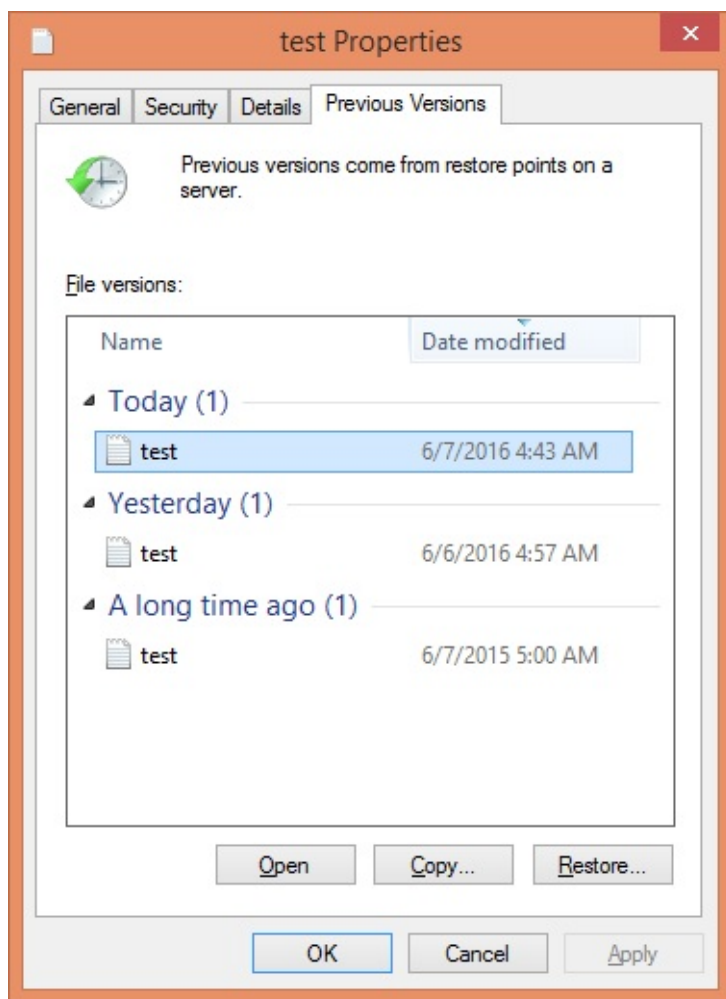 test Properties
General Security Details Previous Versions
Previous versions come from restore points on a
server.
File versions:
Name Date modified
Today (1)
test 6/7/2016 4:43 AM
Yesterday (1)
test 6/6/2016 4:57 AM
A long time ago (1)
test 6/7/2015 5:00 AM
Open Copy... Restore...
OK Cancel Apply